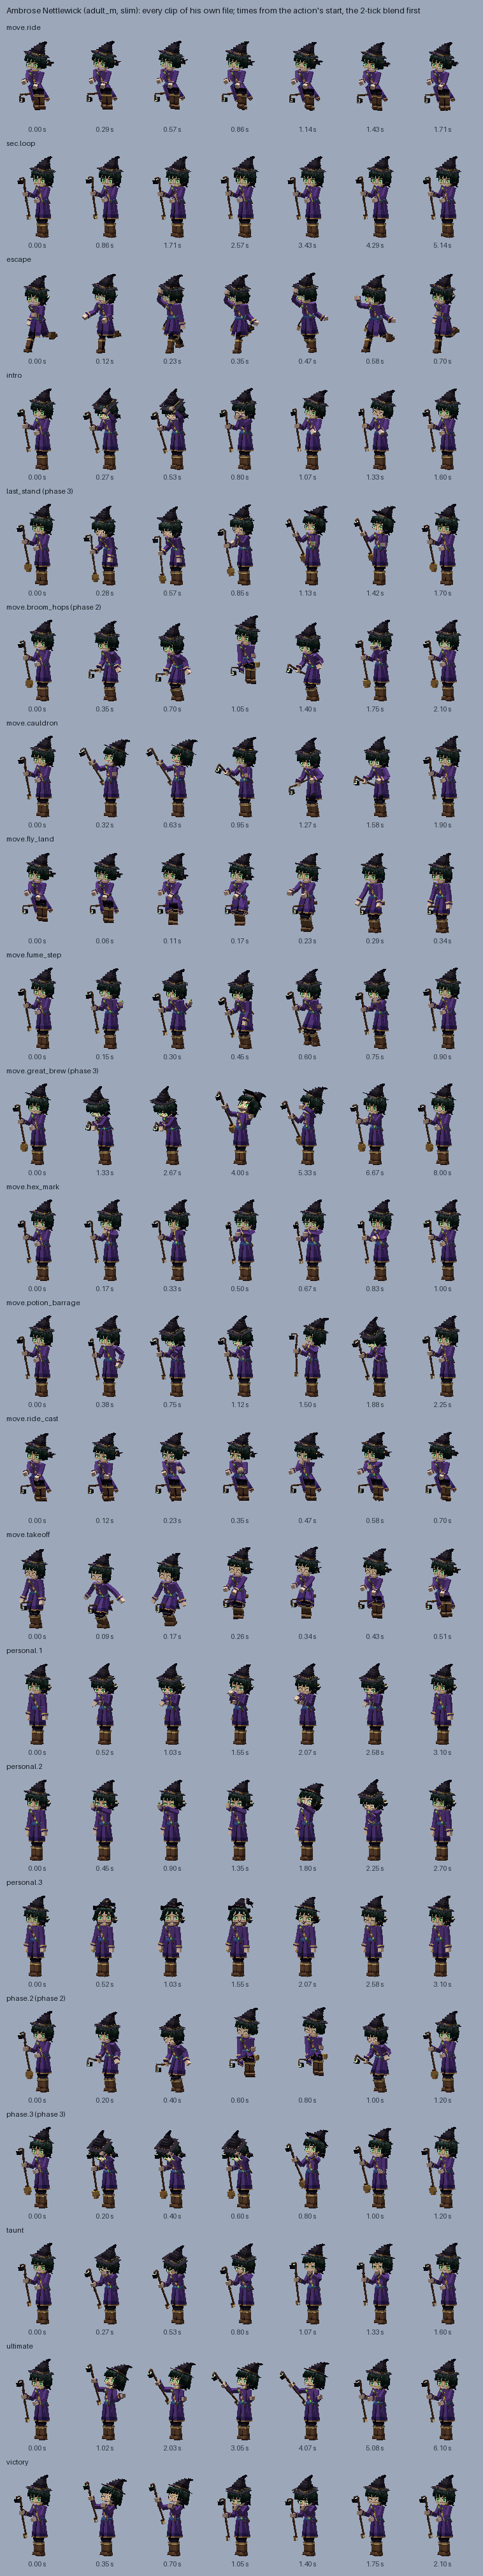 Ambrose Nettlewick (adult_m, slim): every clip of his own file; times from the action's start, the 2-tick blend first
move.ride
0.00 s 0.29 s 0.57 s 0.86 s 1.14 s 1.43 s 1.71 s
sec.loop
0.00 s 0.86 s 1.71 s 2.57 s 3.43 s 4.29 s 5.14 s
escape
0.00 s 0.12 s 0.23 s 0.35 s 0.47 s 0.58 s 0.70 s
intro
0.00 s 0.27 s 0.53 s 0.80 s 1.07 s 1.33 s 1.60 s
last_stand (phase 3)
0.00 s 0.28 s 0.57 s 0.85 s 1.13 s 1.42 s 1.70 s
move.broom_hops (phase 2)
0.00 s 0.35 s 0.70 s 1.05 s 1.40 s 1.75 s 2.10 s
move.cauldron
0.00 s 0.32 s 0.63 s 0.95 s 1.27 s 1.58 s 1.90 s
move.fly_land
0.00 s 0.06 s 0.11 s 0.17 s 0.23 s 0.29 s 0.34 s
move.fume_step
0.00 s 0.15 s 0.30 s 0.45 s 0.60 s 0.75 s 0.90 s
move.great_brew (phase 3)
0.00 s 1.33 s 2.67 s 4.00 s 5.33 s 6.67 s 8.00 s
move.hex_mark
0.00 s 0.17 s 0.33 s 0.50 s 0.67 s 0.83 s 1.00 s
move.potion_barrage
0.00 s 0.38 s 0.75 s 1.12 s 1.50 s 1.88 s 2.25 s
move.ride_cast
0.00 s 0.12 s 0.23 s 0.35 s 0.47 s 0.58 s 0.70 s
move.takeoff
0.00 s 0.09 s 0.17 s 0.26 s 0.34 s 0.43 s 0.51 s
personal.1
0.00 s 0.52 s 1.03 s 1.55 s 2.07 s 2.58 s 3.10 s
personal.2
0.00 s 0.45 s 0.90 s 1.35 s 1.80 s 2.25 s 2.70 s
personal.3
0.00 s 0.52 s 1.03 s 1.55 s 2.07 s 2.58 s 3.10 s
phase.2 (phase 2)
0.00 s 0.20 s 0.40 s 0.60 s 0.80 s 1.00 s 1.20 s
phase.3 (phase 3)
0.00 s 0.20 s 0.40 s 0.60 s 0.80 s 1.00 s 1.20 s
taunt
0.00 s 0.27 s 0.53 s 0.80 s 1.07 s 1.33 s 1.60 s
ultimate
0.00 s 1.02 s 2.03 s 3.05 s 4.07 s 5.08 s 6.10 s
victory
0.00 s 0.35 s 0.70 s 1.05 s 1.40 s 1.75 s 2.10 s